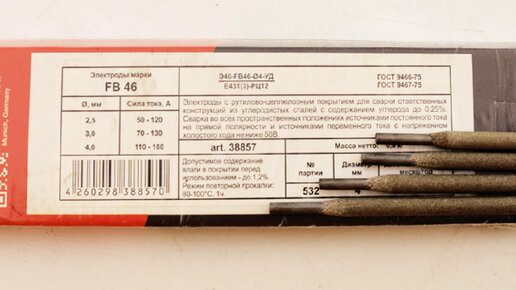 Электроды марки
FB 46
Э46-FB46-Ø4-УД
Е431(3)-РЦ12
ГОСТ 9466-75
ГОСТ 9467-75
Ø, мм
Сила тока, А
2,5
50 - 120
3,0
70 - 130
4,0
110 - 180
Электроды с рутилово-целлюлозным покрытием для сварки ответственных
конструкций из углеродистых сталей с содержанием углерода до 0,25%.
Сварка во всех пространственных положениях источниками постоянного тока
на прямой полярности и источниками переменного тока с напряжением
холостого хода не ниже 50В.
art. 38857
Масса нетто:
Допустимое содержание
влаги в покрытии перед
использованием - до 1,2%.
Режим повторной прокалки:
80-100°C, 1ч.
№
партии
Диаметр
мм
532
4
4 260298 388570
Munich, Germany